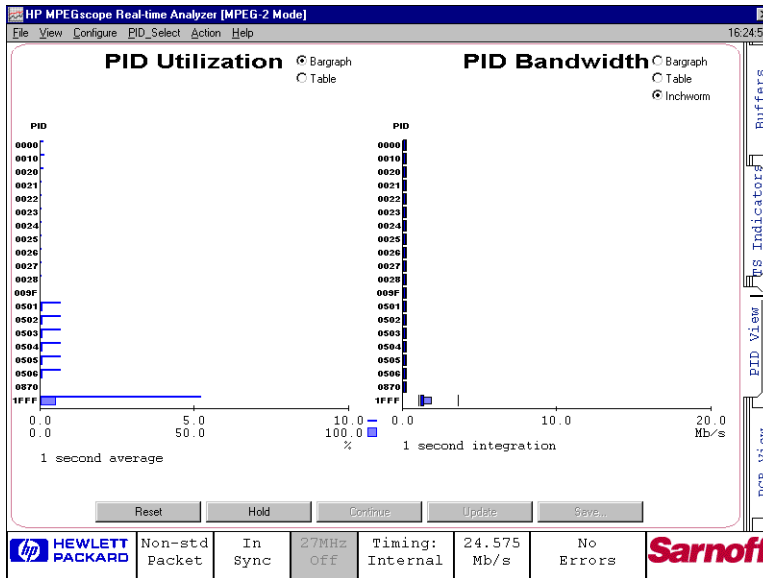 HP MPEGscope Real-time Analyzer [MPEG-2 Mode]
File View Configure PID_Select Action Help 16:24:5
PID Utilization
Bargraph
Table
PID Bandwidth
Bargraph
Table
Inchworm
PID
0000
0010
0020
0021
0022
0023
0024
0025
0026
0027
0028
009F
0501
0502
0503
0504
0505
0506
0870
1FFF
0.0 5.0 10.0
0.0 50.0 100.0
%
1 second average
PID
0000
0010
0020
0021
0022
0023
0024
0025
0026
0027
0028
009F
0501
0502
0503
0504
0505
0506
0870
1FFF
0.0 10.0 20.0
Mb/s
1 second integration
Buffers
TS Indicators
PID View
PCR View
Reset Hold Continue Update Save...
hp HEWLETT
PACKARD
Non-std
Packet
In
Sync
27MHz
Off
Timing:
Internal
24.575
Mb/s
No
Errors
Sarnoff